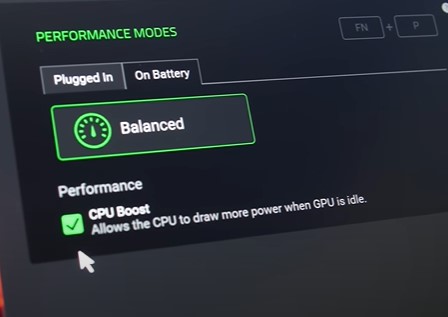 PERFORMANCE MODES
FN + P
Plugged In
On Battery
Balanced
Performance
CPU Boost
Allows the CPU to draw more power when GPU is idle.